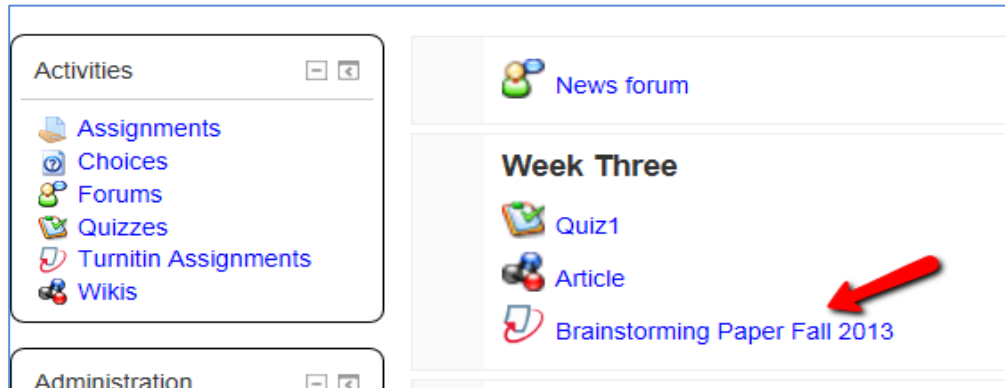 Activities
Assignments
Choices
Forums
Quizzes
Turnitin Assignments
Wikis
Administration
News forum
Week Three
Quiz1
Article
Brainstorming Paper Fall 2013